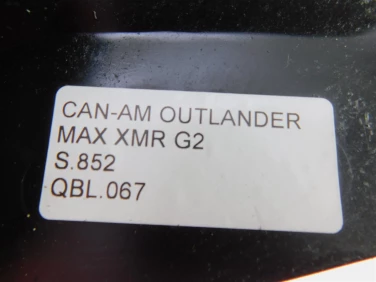 CAN-AM OUTLANDER
MAX XMR G2
S.852
QBL.067